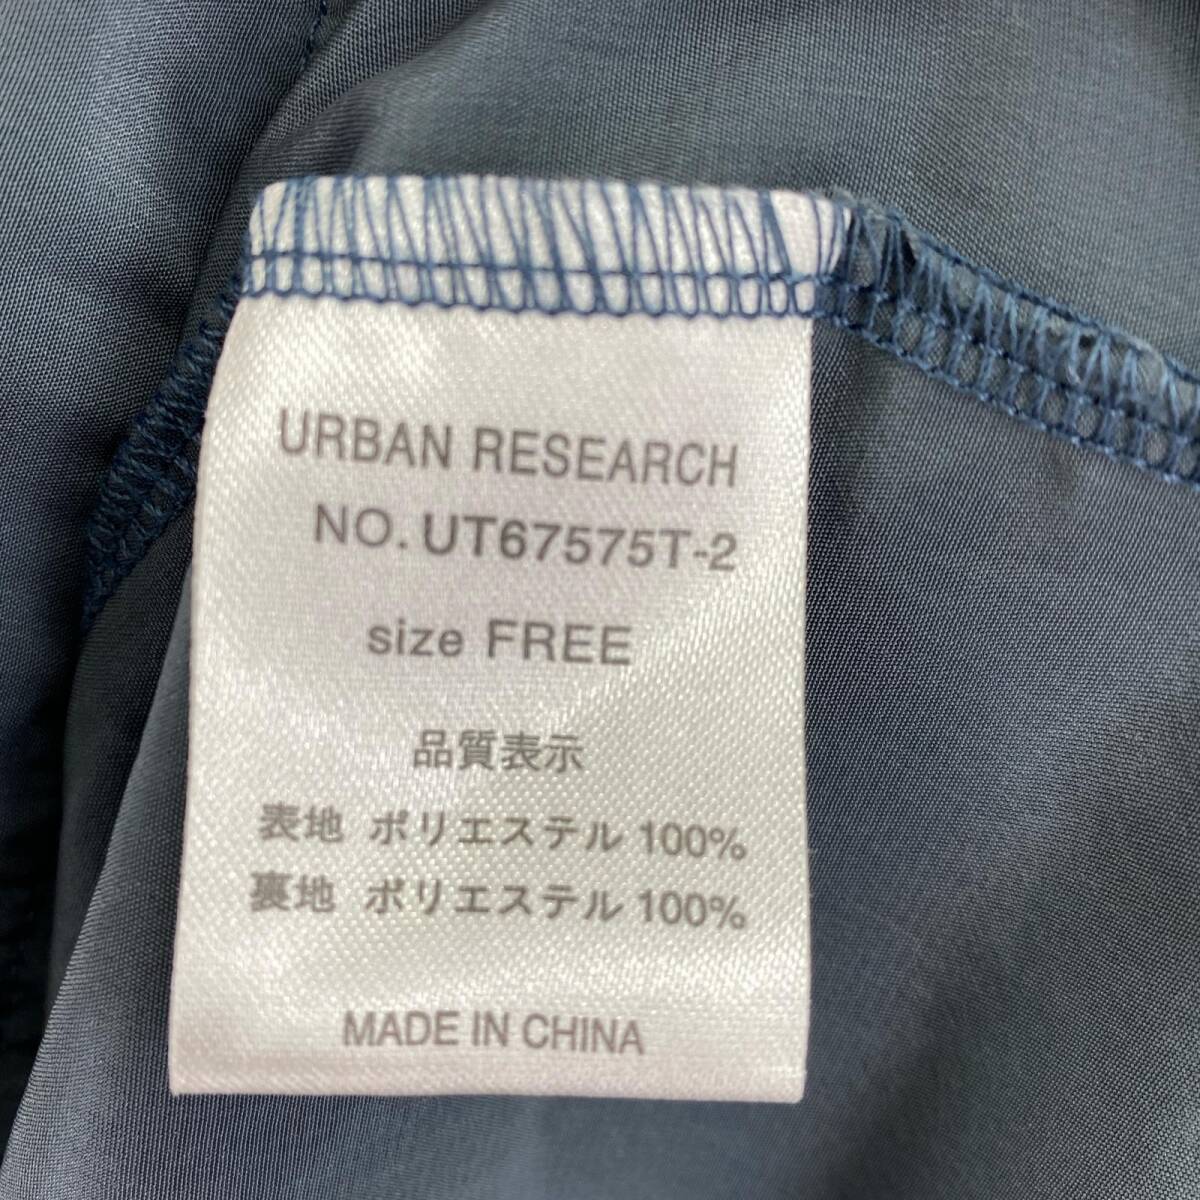 URBAN RESEARCH
NO. UT67575T-2
size FREE
品質表示
表地 ポリエステル 100%
裏地 ポリエステル 100%
MADE IN CHINA